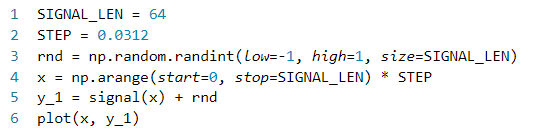 1 SIGNAL_LEN = 64
2 STEP = 0.0312
3 rnd = np.random.randint(low=-1, high=1, size=SIGNAL_LEN)
4 x = np.arange(start=0, stop=SIGNAL_LEN) * STEP
5 y_1 = signal(x) + rnd
6 plot(x, y_1)